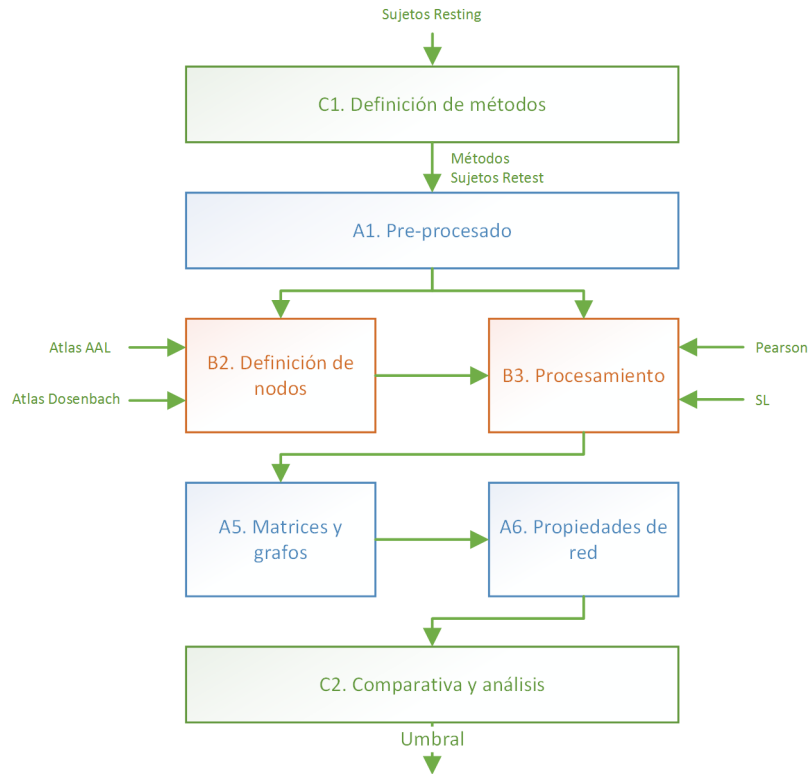 Sujetos Resting
C1. Definición de métodos
Métodos
Sujetos Retest
A1. Pre-procesado
Atlas AAL
Atlas Dosenbach
B2. Definición de
nodos
B3. Procesamiento
Pearson
SL
A5. Matrices y
grafos
A6. Propiedades de
red
C2. Comparativa y análisis
Umbral